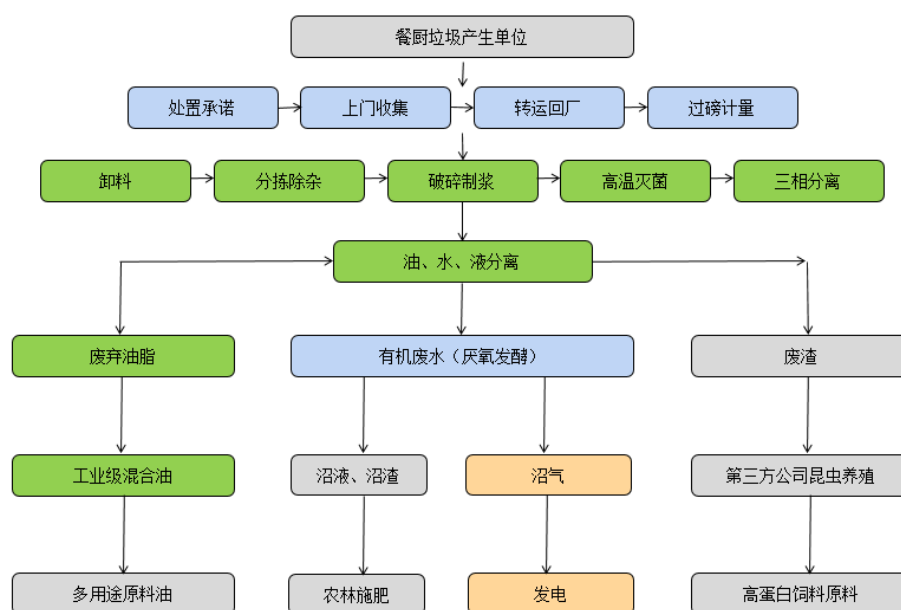 餐厨垃圾产生单位
处置承诺
上门收集
转运回厂
过磅计量
卸料
分拣除杂
破碎制浆
高温灭菌
三相分离
油、水、液分离
废弃油脂
有机废水（厌氧发酵）
废渣
工业级混合油
沼液、沼渣
沼气
第三方公司昆虫养殖
多用途原料油
农林施肥
发电
高蛋白饲料原料